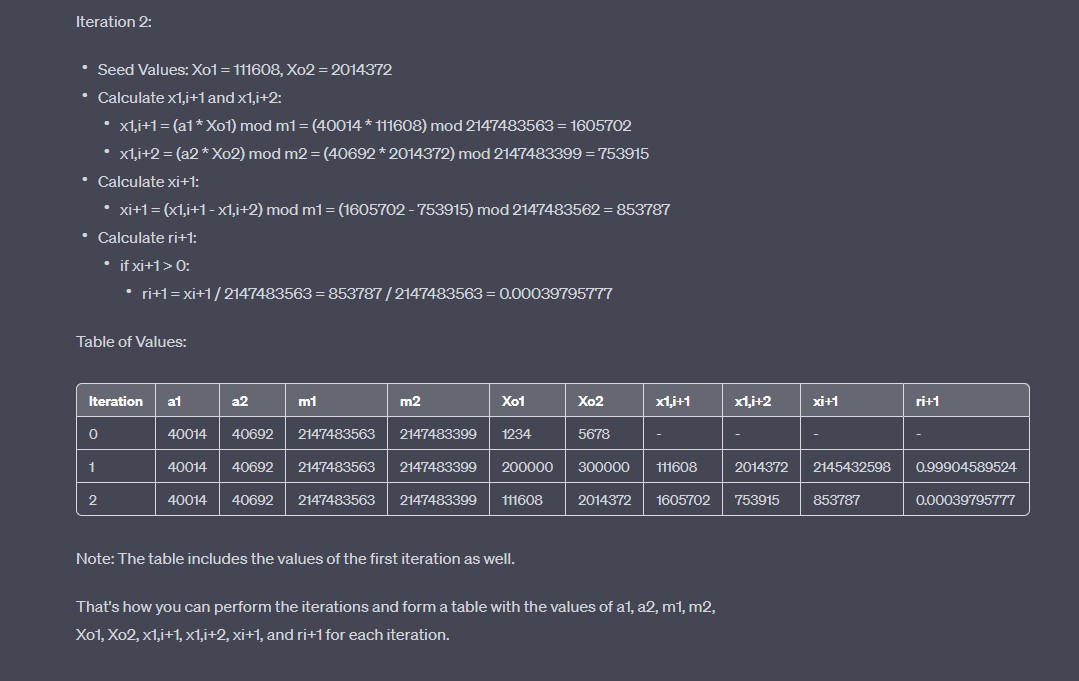 Iteration 2:
• Seed Values: Xo1 = 111608, Xo2 = 2014372
• Calculate x1,i+1 and x1,i+2:
• x1,i+1 = (a1 * Xo1) mod m1 = (40014 * 111608) mod 2147483563 = 1605702
• x1,i+2 = (a2 * Xo2) mod m2 = (40692 * 2014372) mod 2147483399 = 753915
• Calculate xi+1:
• xi+1 = (x1,i+1 - x1,i+2) mod m1 = (1605702 - 753915) mod 2147483562 = 853787
• Calculate ri+1:
• if xi+1 > 0:
• ri+1 = xi+1 / 2147483563 = 853787 / 2147483563 = 0.00039795777
Table of Values:
Iteration a1 a2 m1 m2 Xo1 Xo2 x1,i+1 x1,i+2 xi+1 ri+1
0 40014 40692 2147483563 2147483399 1234 5678 - - - -
1 40014 40692 2147483563 2147483399 200000 300000 111608 2014372 2145432598 0.99904589524
2 40014 40692 2147483563 2147483399 111608 2014372 1605702 753915 853787 0.00039795777
Note: The table includes the values of the first iteration as well.
That's how you can perform the iterations and form a table with the values of a1, a2, m1, m2,
Xo1, Xo2, x1,i+1, x1,i+2, xi+1, and ri+1 for each iteration.